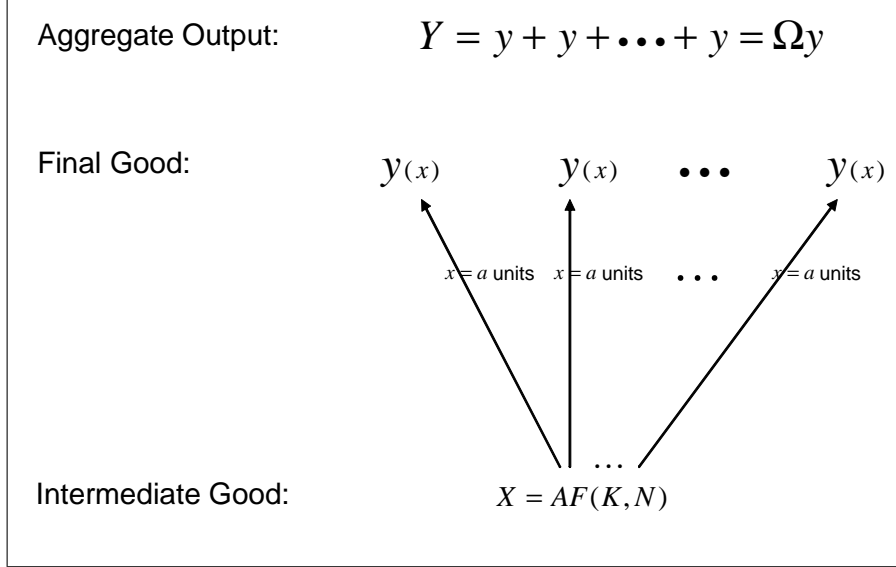 Aggregate Output: Y = y + y + ••• + y = Ωy
Final Good: y(x) y(x) ••• y(x)
x = a units x = a units ••• x = a units
...
Intermediate Good: X = AF(K, N)